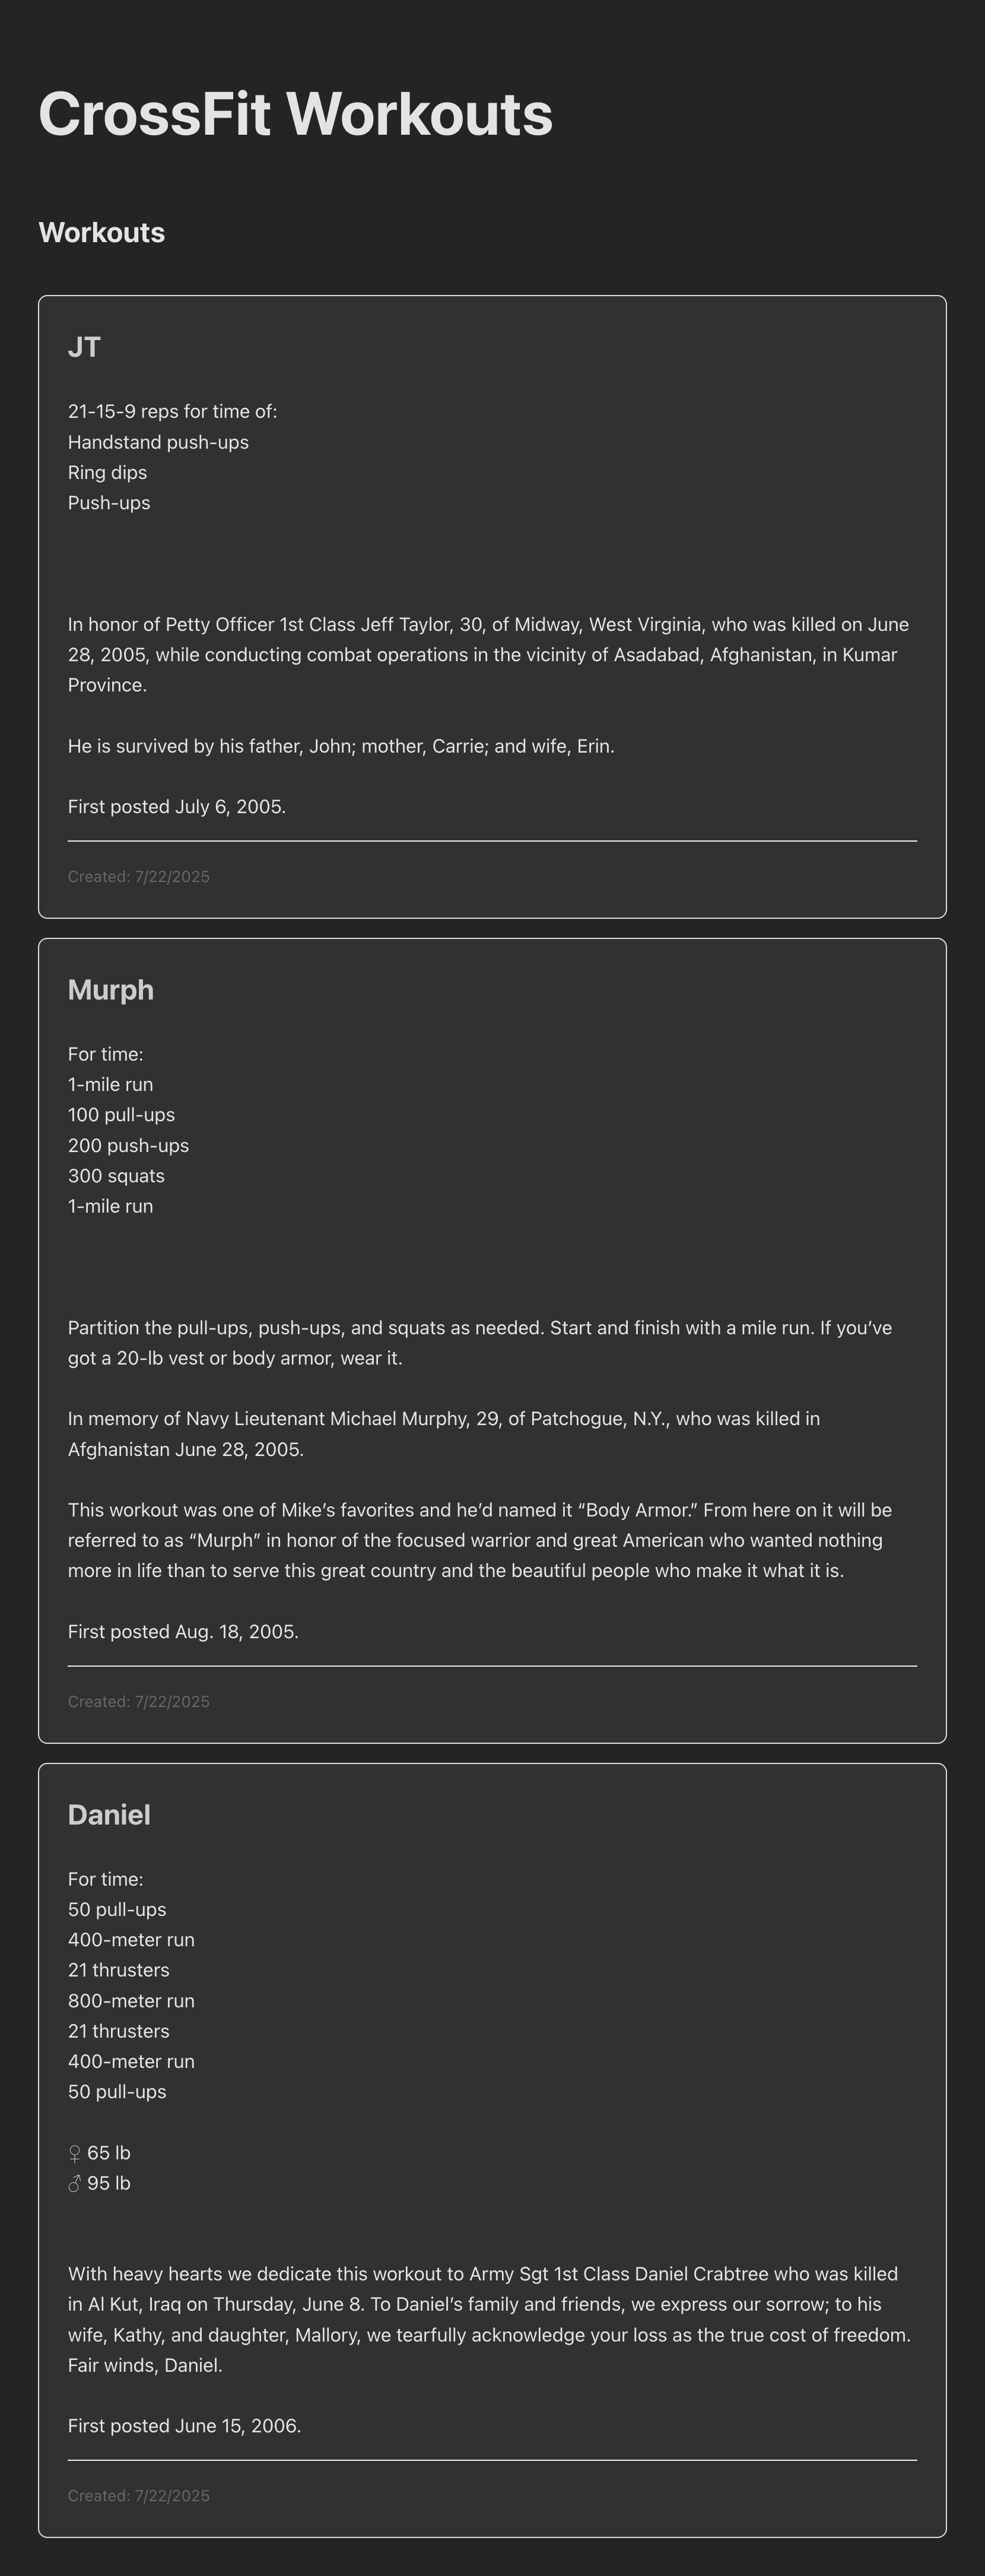 CrossFit Workouts
Workouts
JT
21-15-9 reps for time of:
Handstand push-ups
Ring dips
Push-ups
In honor of Petty Officer 1st Class Jeff Taylor, 30, of Midway, West Virginia, who was killed on June
28, 2005, while conducting combat operations in the vicinity of Asadabad, Afghanistan, in Kumar
Province.
He is survived by his father, John; mother, Carrie; and wife, Erin.
First posted July 6, 2005.
Created: 7/22/2025
Murph
For time:
1-mile run
100 pull-ups
200 push-ups
300 squats
1-mile run
Partition the pull-ups, push-ups, and squats as needed. Start and finish with a mile run. If you’ve
got a 20-lb vest or body armor, wear it.
In memory of Navy Lieutenant Michael Murphy, 29, of Patchogue, N.Y., who was killed in
Afghanistan June 28, 2005.
This workout was one of Mike’s favorites and he’d named it “Body Armor.” From here on it will be
referred to as “Murph” in honor of the focused warrior and great American who wanted nothing
more in life than to serve this great country and the beautiful people who make it what it is.
First posted Aug. 18, 2005.
Created: 7/22/2025
Daniel
For time:
50 pull-ups
400-meter run
21 thrusters
800-meter run
21 thrusters
400-meter run
50 pull-ups
♀ 65 lb
♂ 95 lb
With heavy hearts we dedicate this workout to Army Sgt 1st Class Daniel Crabtree who was killed
in Al Kut, Iraq on Thursday, June 8. To Daniel’s family and friends, we express our sorrow; to his
wife, Kathy, and daughter, Mallory, we tearfully acknowledge your loss as the true cost of freedom.
Fair winds, Daniel.
First posted June 15, 2006.
Created: 7/22/2025